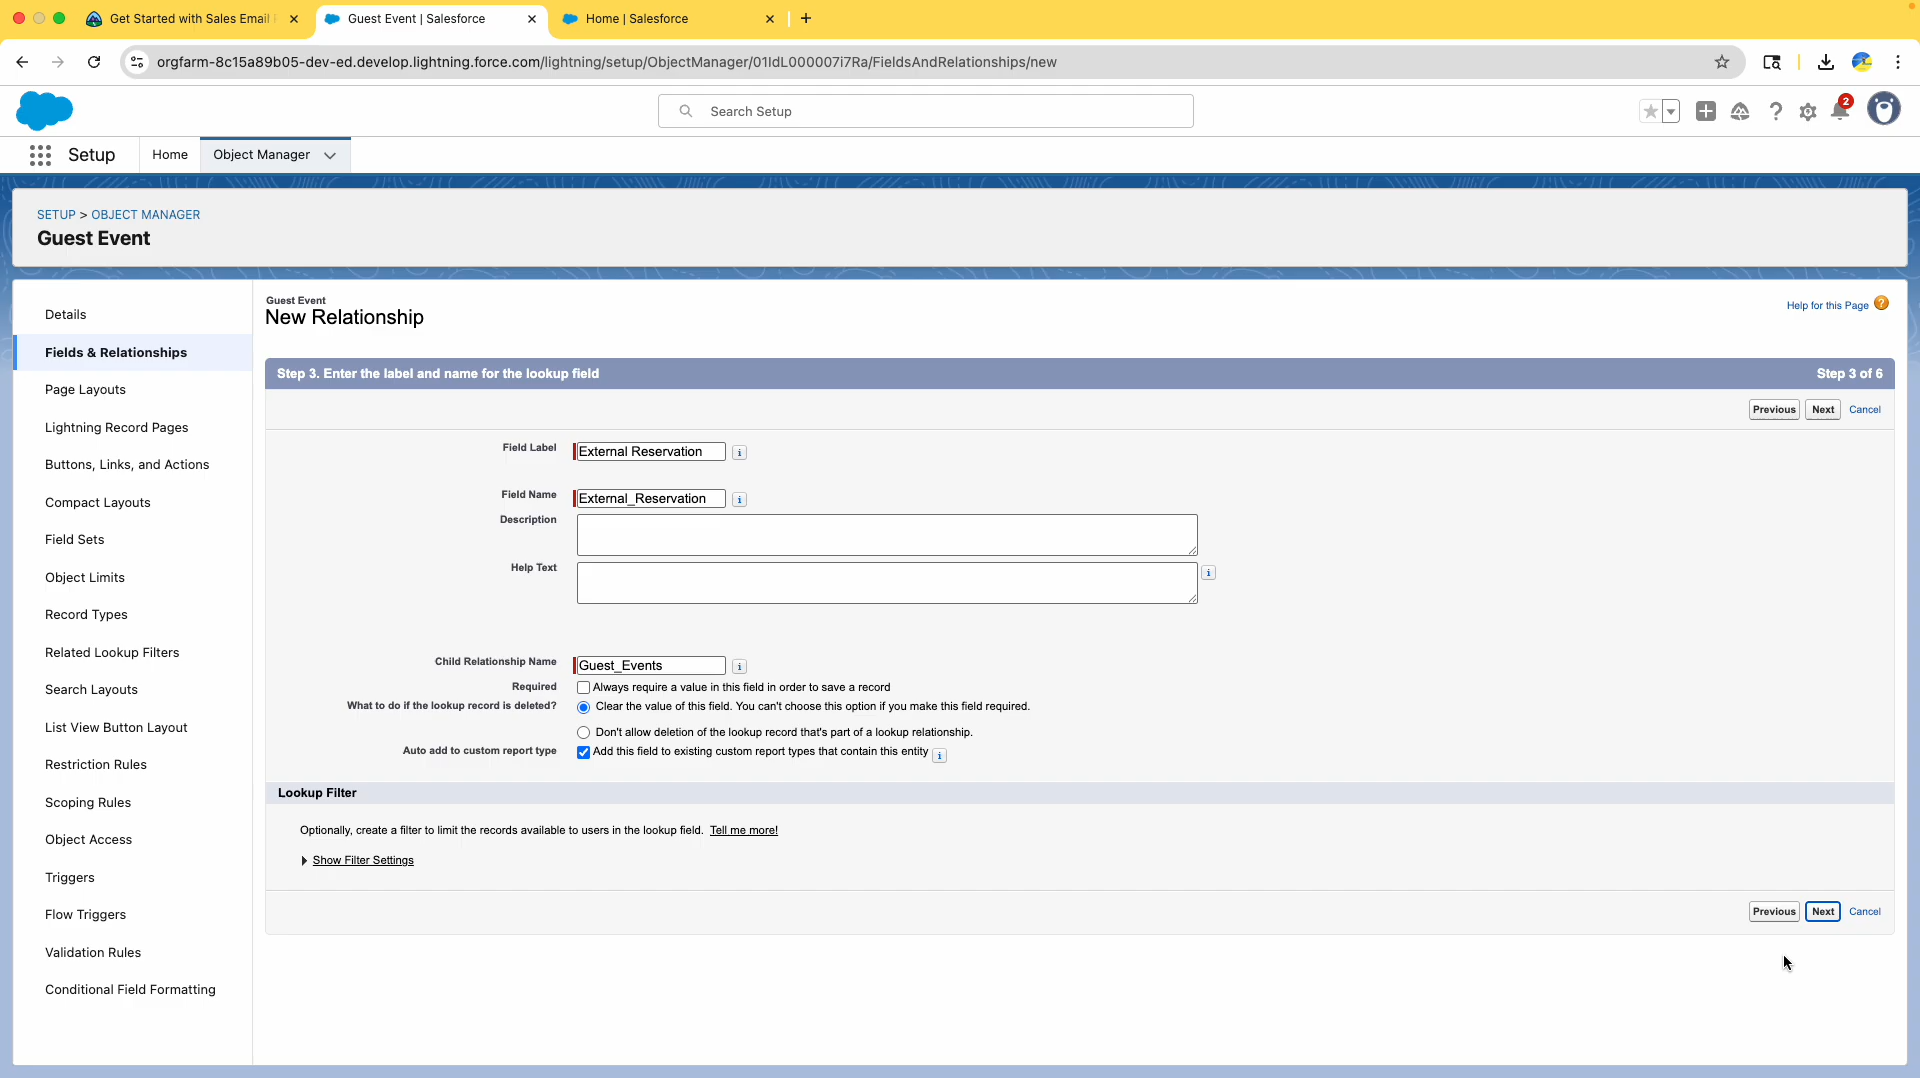 Get Started with Sales Email
Guest Event | Salesforce
Home | Salesforce
orgfarm-8c15a89b05-dev-ed.develop.lightning.force.com/lightning/setup/ObjectManager/01IdL000007i7Ra/FieldsAndRelationships/new
Search Setup
2
Setup
Home
Object Manager
SETUP > OBJECT MANAGER
Guest Event
Details
Fields & Relationships
Page Layouts
Lightning Record Pages
Buttons, Links, and Actions
Compact Layouts
Field Sets
Object Limits
Record Types
Related Lookup Filters
Search Layouts
List View Button Layout
Restriction Rules
Scoping Rules
Object Access
Triggers
Flow Triggers
Validation Rules
Conditional Field Formatting
Guest Event
New Relationship
Help for this Page ?
Step 3. Enter the label and name for the lookup field
Step 3 of 6
Previous Next Cancel
Field Label External Reservation i
Field Name External_Reservation i
Description
Help Text i
Child Relationship Name Guest_Events i
Required Always require a value in this field in order to save a record
What to do if the lookup record is deleted? Clear the value of this field. You can't choose this option if you make this field required.
Don't allow deletion of the lookup record that's part of a lookup relationship.
Auto add to custom report type Add this field to existing custom report types that contain this entity i
Lookup Filter
Optionally, create a filter to limit the records available to users in the lookup field. Tell me more!
Show Filter Settings
Previous Next Cancel